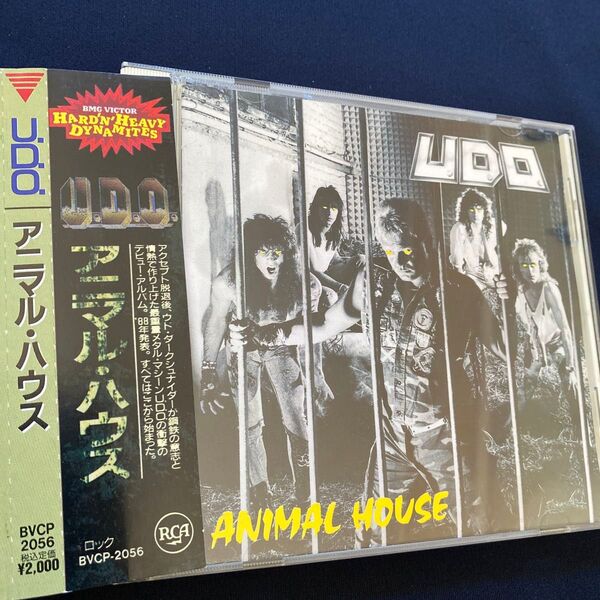 U.D.O.
アニマル・ハウス
BVCP
2056
税込定価
¥2,000
BMG VICTOR
HARD'N'HEAVY
DYNAMITES
U.D.O.
アニマル・ハウス
アクセプト脱退後、ウド・ダークシュナイダーが鋼鉄の意志と
情熱で作り上げた最重量メタル・マシーンU.D.O.の衝撃の
デビュー・アルバム。'88年発表。すべてはここから始まった。
ロック
BVCP-2056
RCA
U.D.O.
ANIMAL HOUSE